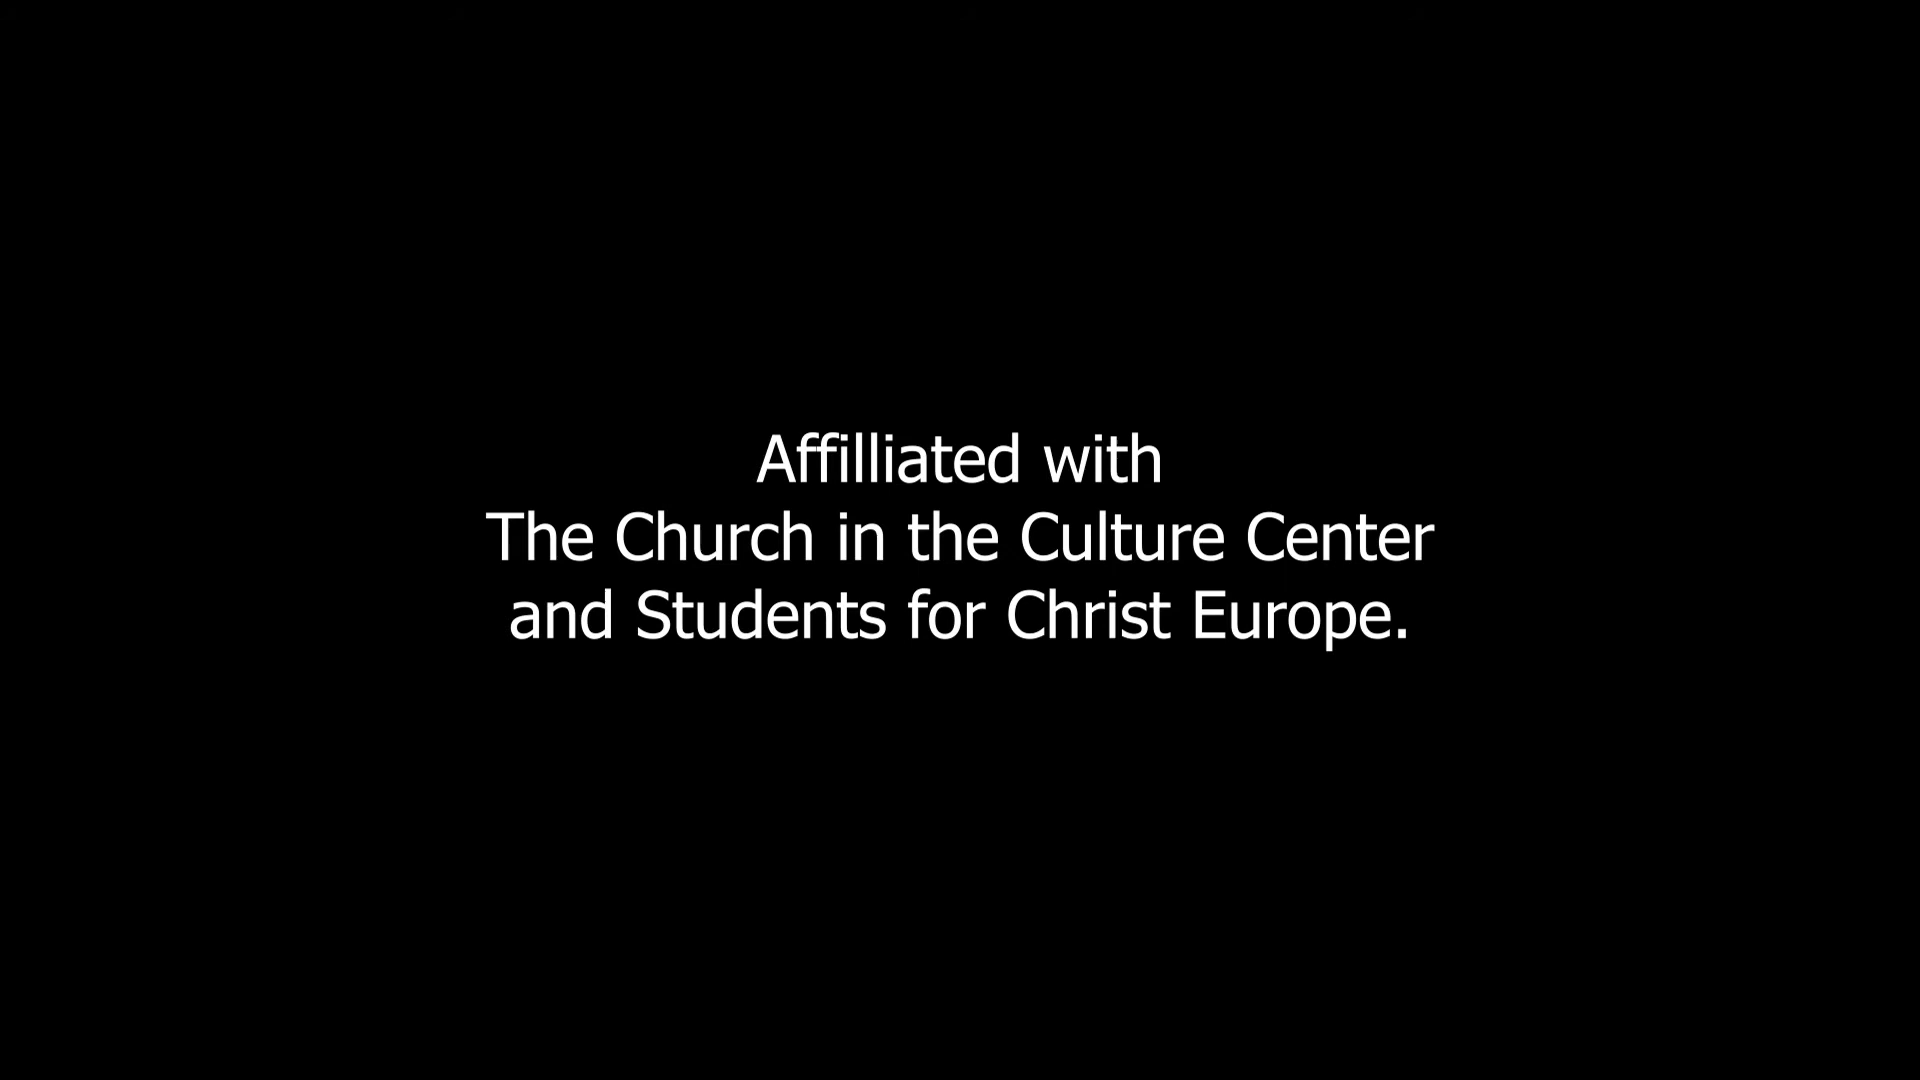 Affilliated with
The Church in the Culture Center
and Students for Christ Europe.